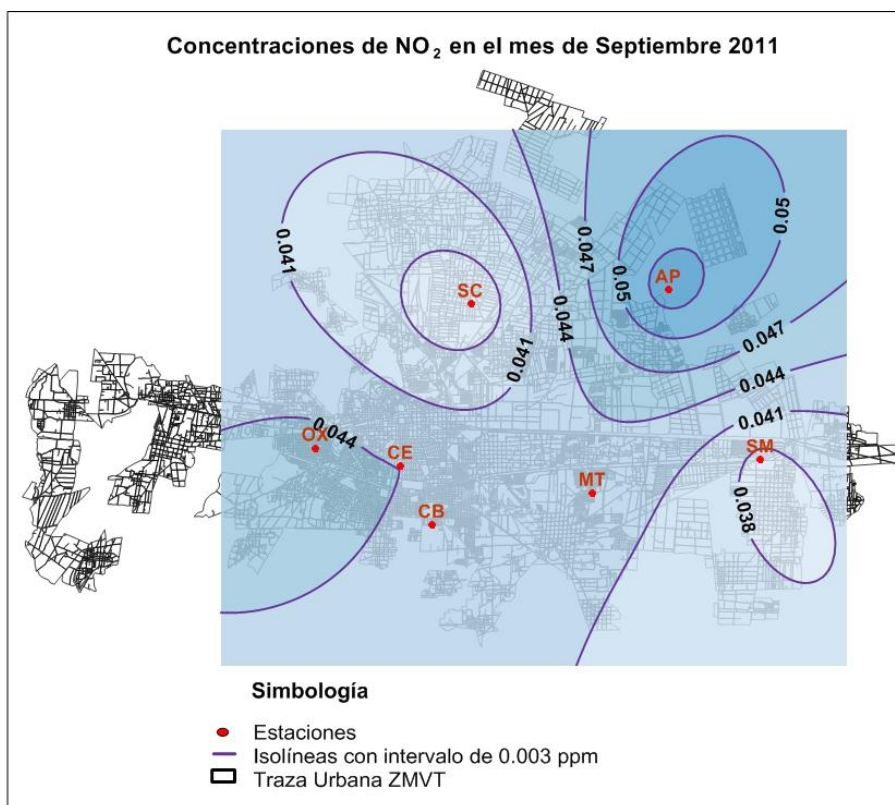 Concentraciones de NO₂ en el mes de Septiembre 2011
0.041
0.041
0.044
0.047
0.05
0.05
0.047
0.044
0.041
0.038
0.044
SC
AP
OX
CE
CB
MT
SM
Simbología
Estaciones
Isolíneas con intervalo de 0.003 ppm
Traza Urbana ZMVT